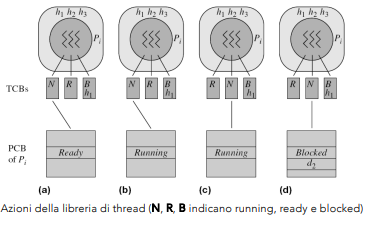 h₁ h₂ h₃ h₁ h₂ h₃ h₁ h₂ h₃ h₁ h₂ h₃
Pᵢ Pᵢ Pᵢ Pᵢ
TCBs N R B N R B R N B N R B
h₁ h₁ h₁ h₁
PCB
of Pᵢ Ready Running Running Blocked
d₂
(a) (b) (c) (d)
Azioni della libreria di thread (N, R, B indicano running, ready e blocked)